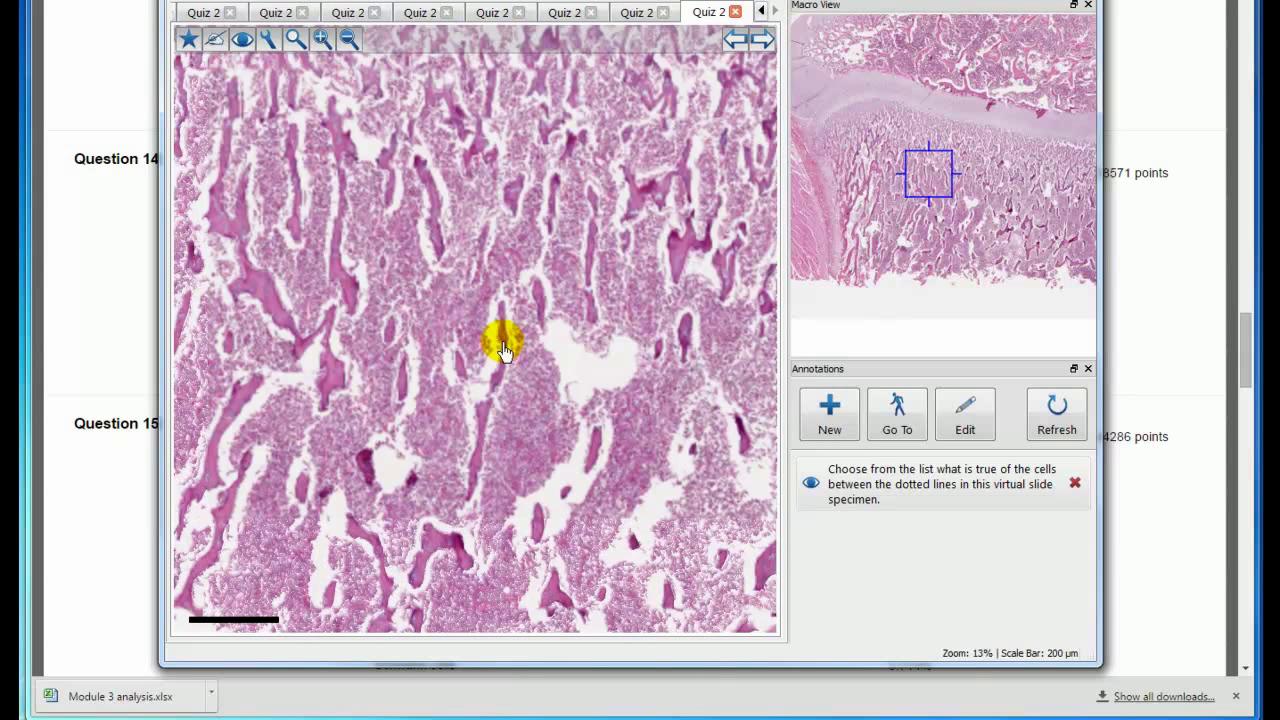 Quiz 2 Quiz 2 Quiz 2 Quiz 2 Quiz 2 Quiz 2 Quiz 2 Quiz 2
Macro View
Question 14
8571 points
Annotations
New Go To Edit Refresh
Question 15
4286 points
Choose from the list what is true of the cells
between the dotted lines in this virtual slide
specimen.
Zoom: 13% | Scale Bar: 200 µm
Module 3 analysis.xlsx
Show all downloads...